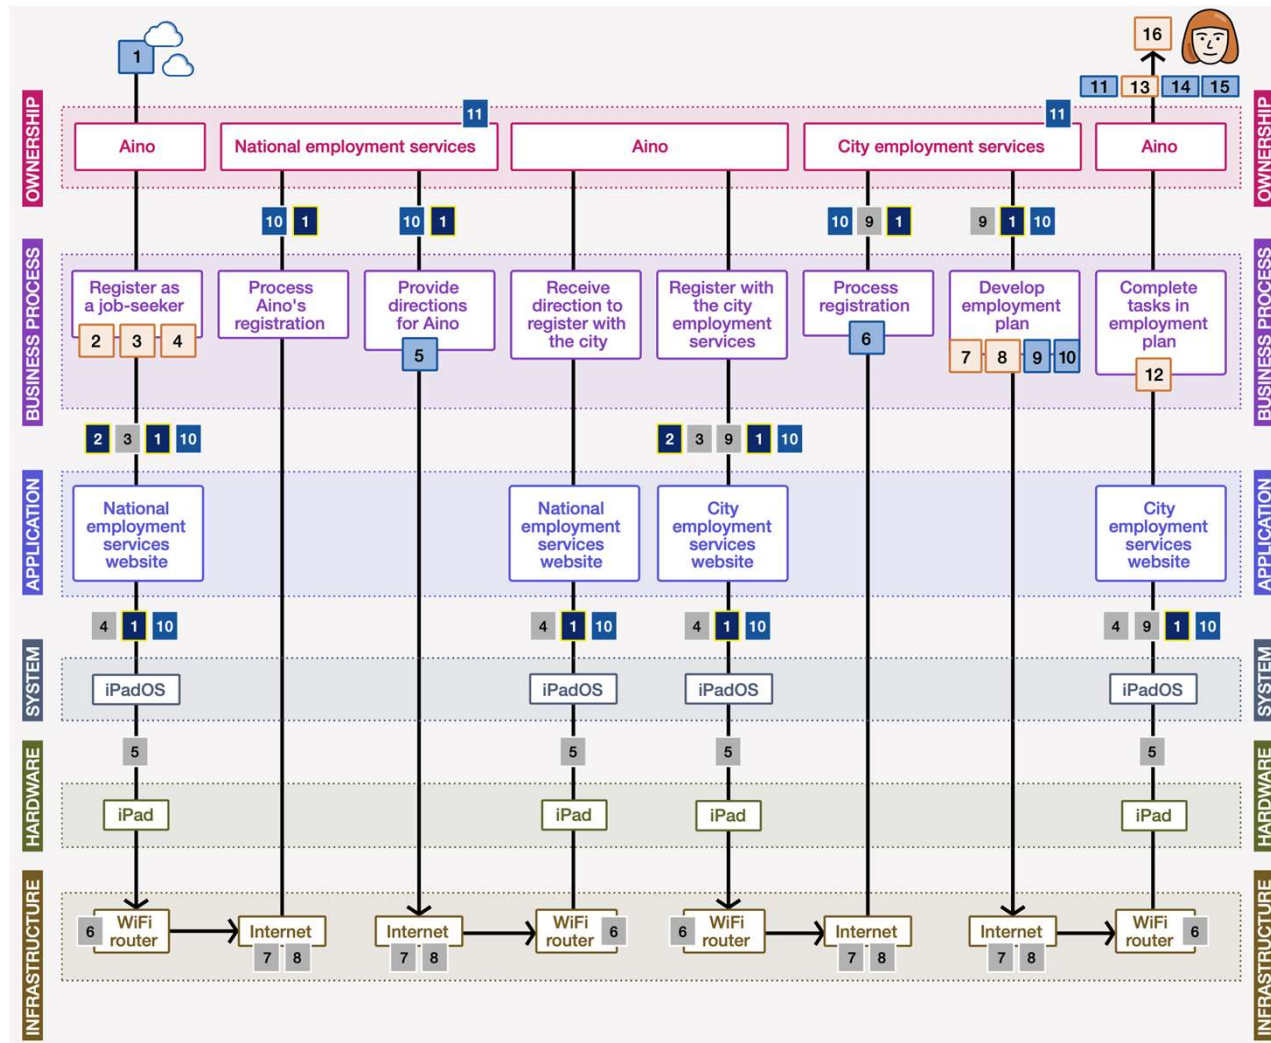 1
16
11 13 14 15
OWNERSHIP
11
11
OWNERSHIP
Aino
National employment services
Aino
City employment services
Aino
10 1
10 1
10 9 1
9 1 10
BUSINESS PROCESS
Register as
a job-seeker
2 3 4
Process
Aino's
registration
Provide
directions
for Aino
5
Receive
direction to
register with
the city
Register with
the city
employment
services
Process
registration
6
Develop
employment
plan
7 8 9 10
Complete
tasks in
employment
plan
12
BUSINESS PROCESS
2 3 1 10
2 3 9 1 10
APPLICATION
National
employment
services
website
National
employment
services
website
City
employment
services
website
City
employment
services
website
APPLICATION
4 1 10
4 1 10
4 1 10
4 9 1 10
SYSTEM
iPadOS
iPadOS
iPadOS
iPadOS
SYSTEM
5
5
5
5
HARDWARE
iPad
iPad
iPad
iPad
HARDWARE
INFRASTRUCTURE
6
WiFi
router
Internet
7 8
Internet
7 8
WiFi
router
6
6
WiFi
router
Internet
7 8
Internet
7 8
WiFi
router
6
INFRASTRUCTURE